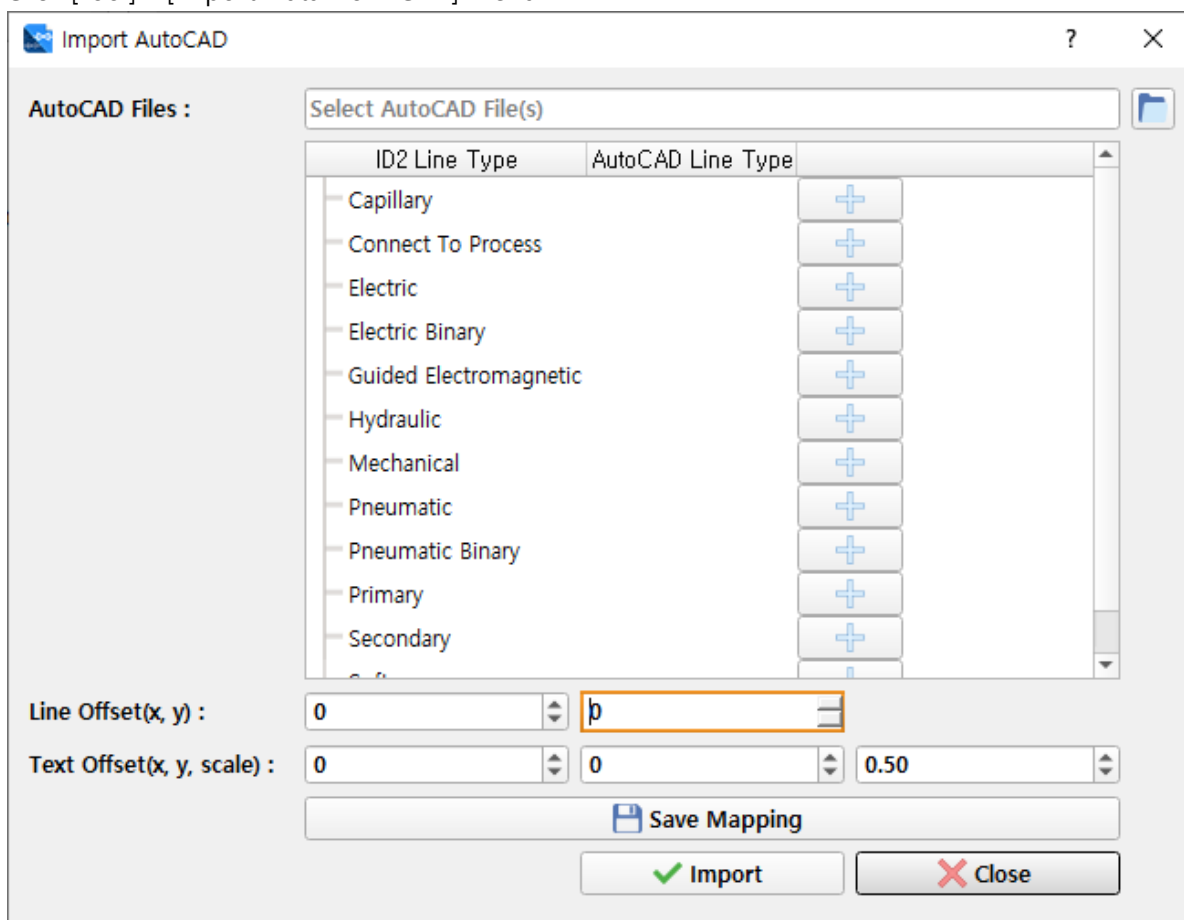 Import AutoCAD ?
AutoCAD Files : Select AutoCAD File(s)
ID2 Line Type AutoCAD Line Type
Capillary
Connect To Process
Electric
Electric Binary
Guided Electromagnetic
Hydraulic
Mechanical
Pneumatic
Pneumatic Binary
Primary
Secondary
Line Offset(x, y) : 0 0
Text Offset(x, y, scale) : 0 0 0.50
Save Mapping
Import Close